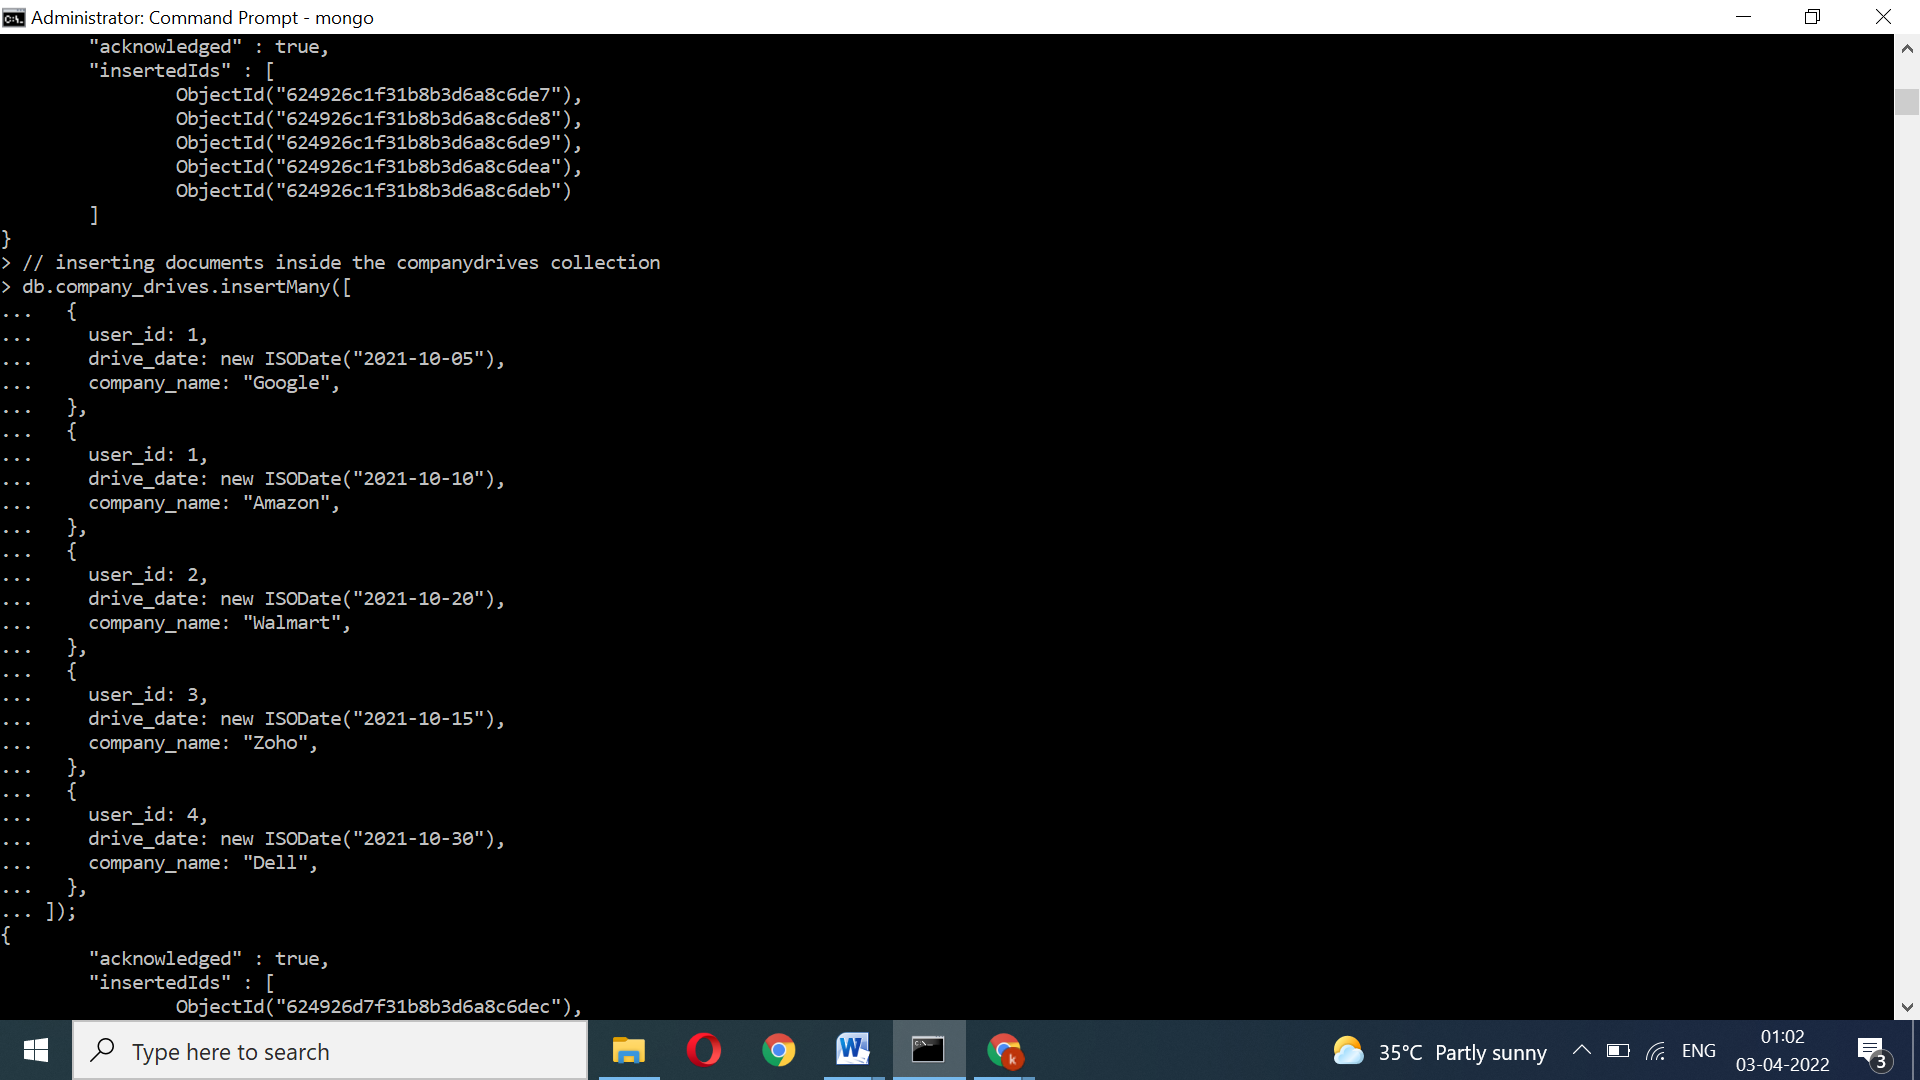 Administrator: Command Prompt - mongo
"acknowledged" : true,
"insertedIds" : [
ObjectId("624926c1f31b8b3d6a8c6de7"),
ObjectId("624926c1f31b8b3d6a8c6de8"),
ObjectId("624926c1f31b8b3d6a8c6de9"),
ObjectId("624926c1f31b8b3d6a8c6dea"),
ObjectId("624926c1f31b8b3d6a8c6deb")
]
}
> // inserting documents inside the companydrives collection
> db.company_drives.insertMany([
...   {
...     user_id: 1,
...     drive_date: new ISODate("2021-10-05"),
...     company_name: "Google",
...   },
...   {
...     user_id: 1,
...     drive_date: new ISODate("2021-10-10"),
...     company_name: "Amazon",
...   },
...   {
...     user_id: 2,
...     drive_date: new ISODate("2021-10-20"),
...     company_name: "Walmart",
...   },
...   {
...     user_id: 3,
...     drive_date: new ISODate("2021-10-15"),
...     company_name: "Zoho",
...   },
...   {
...     user_id: 4,
...     drive_date: new ISODate("2021-10-30"),
...     company_name: "Dell",
...   },
... ]);
{
"acknowledged" : true,
"insertedIds" : [
ObjectId("624926d7f31b8b3d6a8c6dec"),
Type here to search
35°C Partly sunny
ENG
01:02
03-04-2022
3